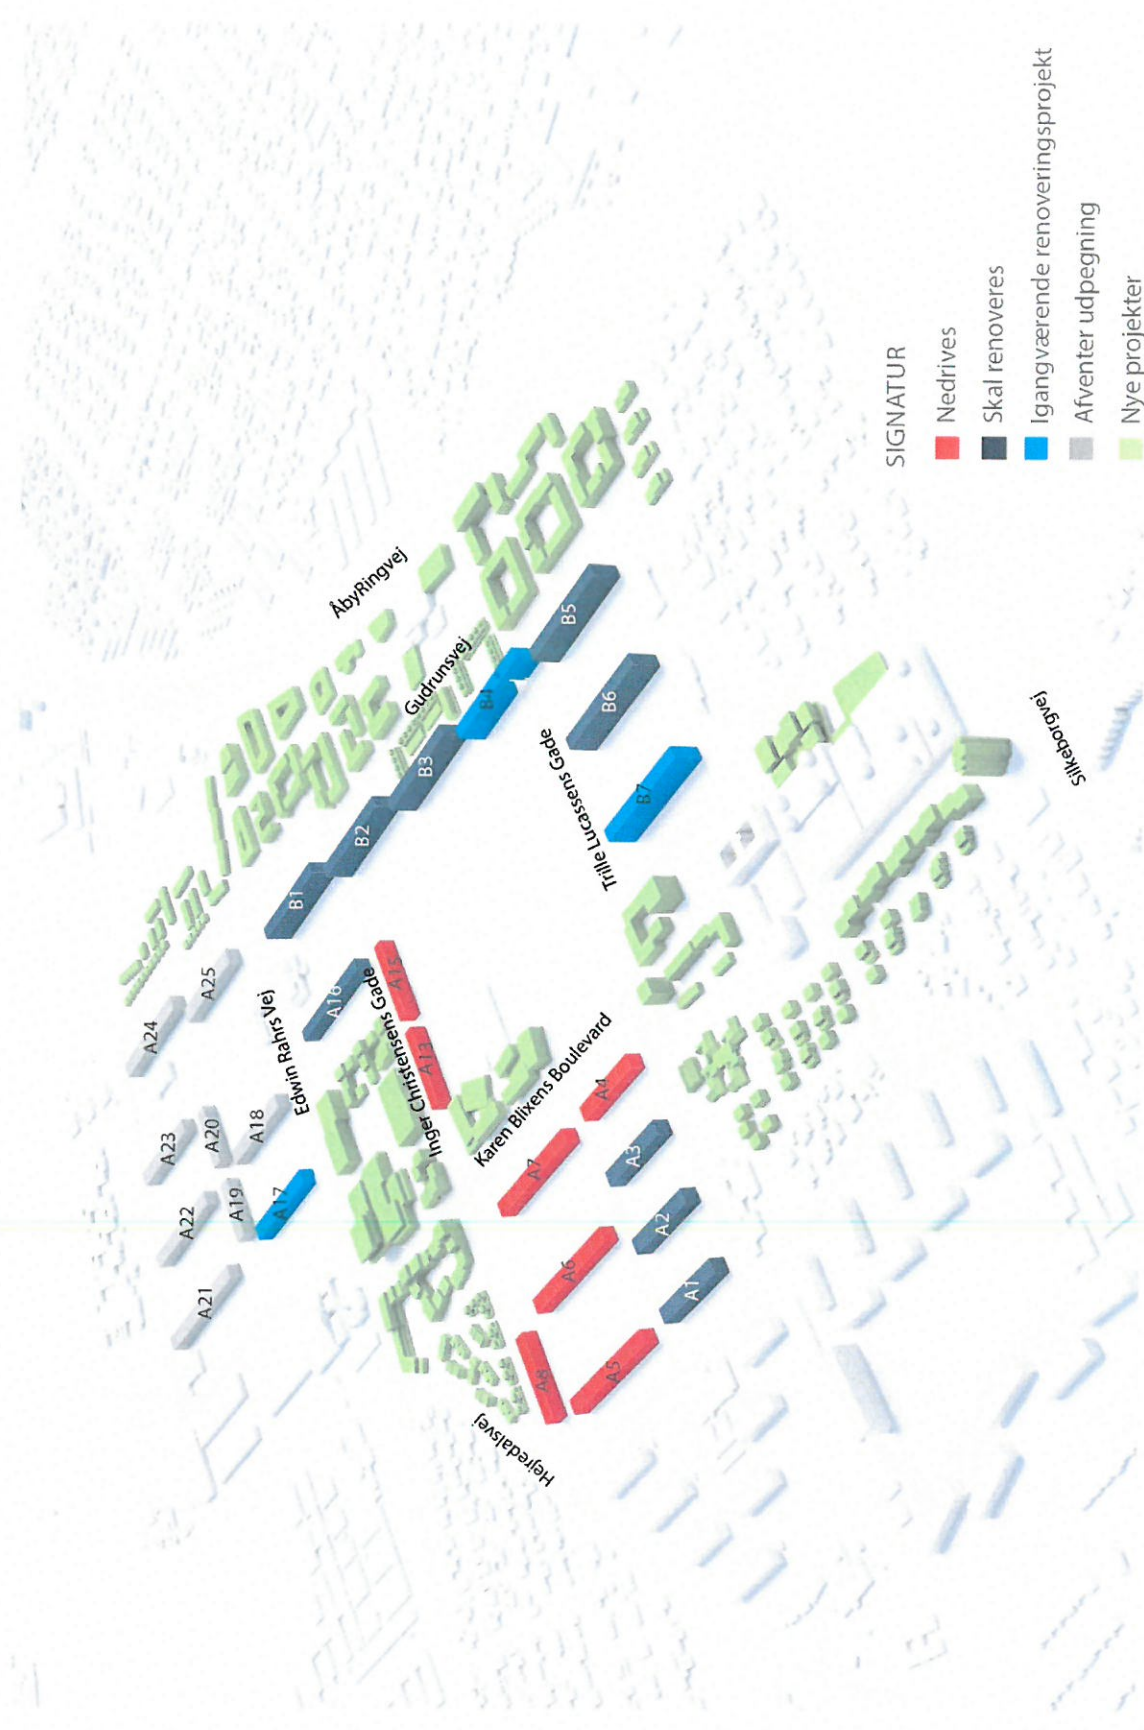 A24
A25
A23
A20
A18
A22
A19
A17
A21
Edwin Rahrs Vej
ÅbyRingvej
Gudrunsvej
B1
B2
B3
B4
B5
B6
B7
Trille Lucassens Gade
A16
A15
A13
Inger Christensens Gade
Karen Blixens Boulevard
A4
A7
A3
A6
A2
A8
A5
A1
Hejredalsvej
Silkeborgvej
SIGNATUR
Nedrives
Skal renoveres
Igangværende renoveringsprojekt
Afventer udpegning
Nye projekter